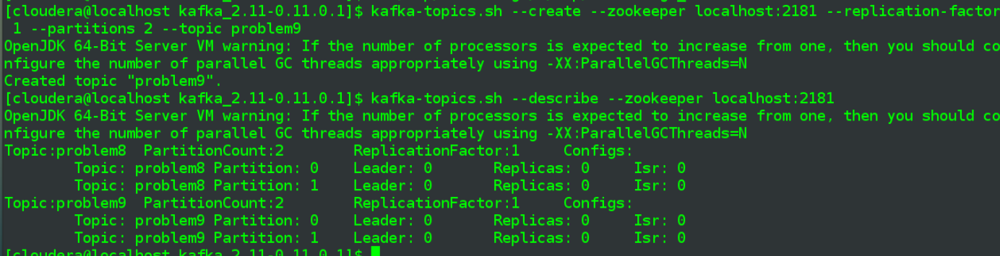 [cloudera@localhost kafka_2.11-0.11.0.1]$ kafka-topics.sh --create --zookeeper localhost:2181 --replication-factor
 1 --partitions 2 --topic problem9
OpenJDK 64-Bit Server VM warning: If the number of processors is expected to increase from one, then you should co
nfigure the number of parallel GC threads appropriately using -XX:ParallelGCThreads=N
Created topic "problem9".
[cloudera@localhost kafka_2.11-0.11.0.1]$ kafka-topics.sh --describe --zookeeper localhost:2181
OpenJDK 64-Bit Server VM warning: If the number of processors is expected to increase from one, then you should co
nfigure the number of parallel GC threads appropriately using -XX:ParallelGCThreads=N
Topic:problem8  PartitionCount:2        ReplicationFactor:1     Configs:
        Topic: problem8 Partition: 0    Leader: 0       Replicas: 0     Isr: 0
        Topic: problem8 Partition: 1    Leader: 0       Replicas: 0     Isr: 0
Topic:problem9  PartitionCount:2        ReplicationFactor:1     Configs:
        Topic: problem9 Partition: 0    Leader: 0       Replicas: 0     Isr: 0
        Topic: problem9 Partition: 1    Leader: 0       Replicas: 0     Isr: 0
[cloudera@localhost kafka_2.11-0.11.0.1]$